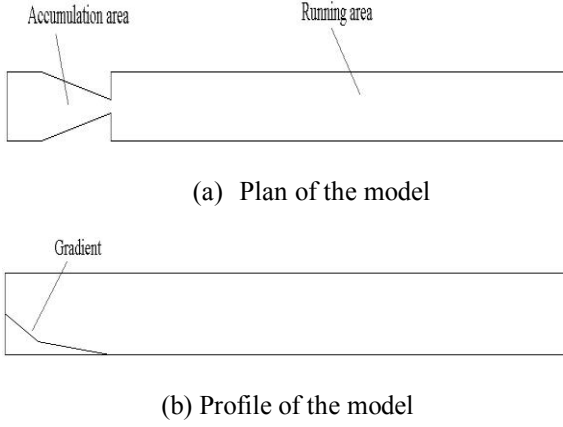 Accumulation area
Running area
(a) Plan of the model
Gradient
(b) Profile of the model